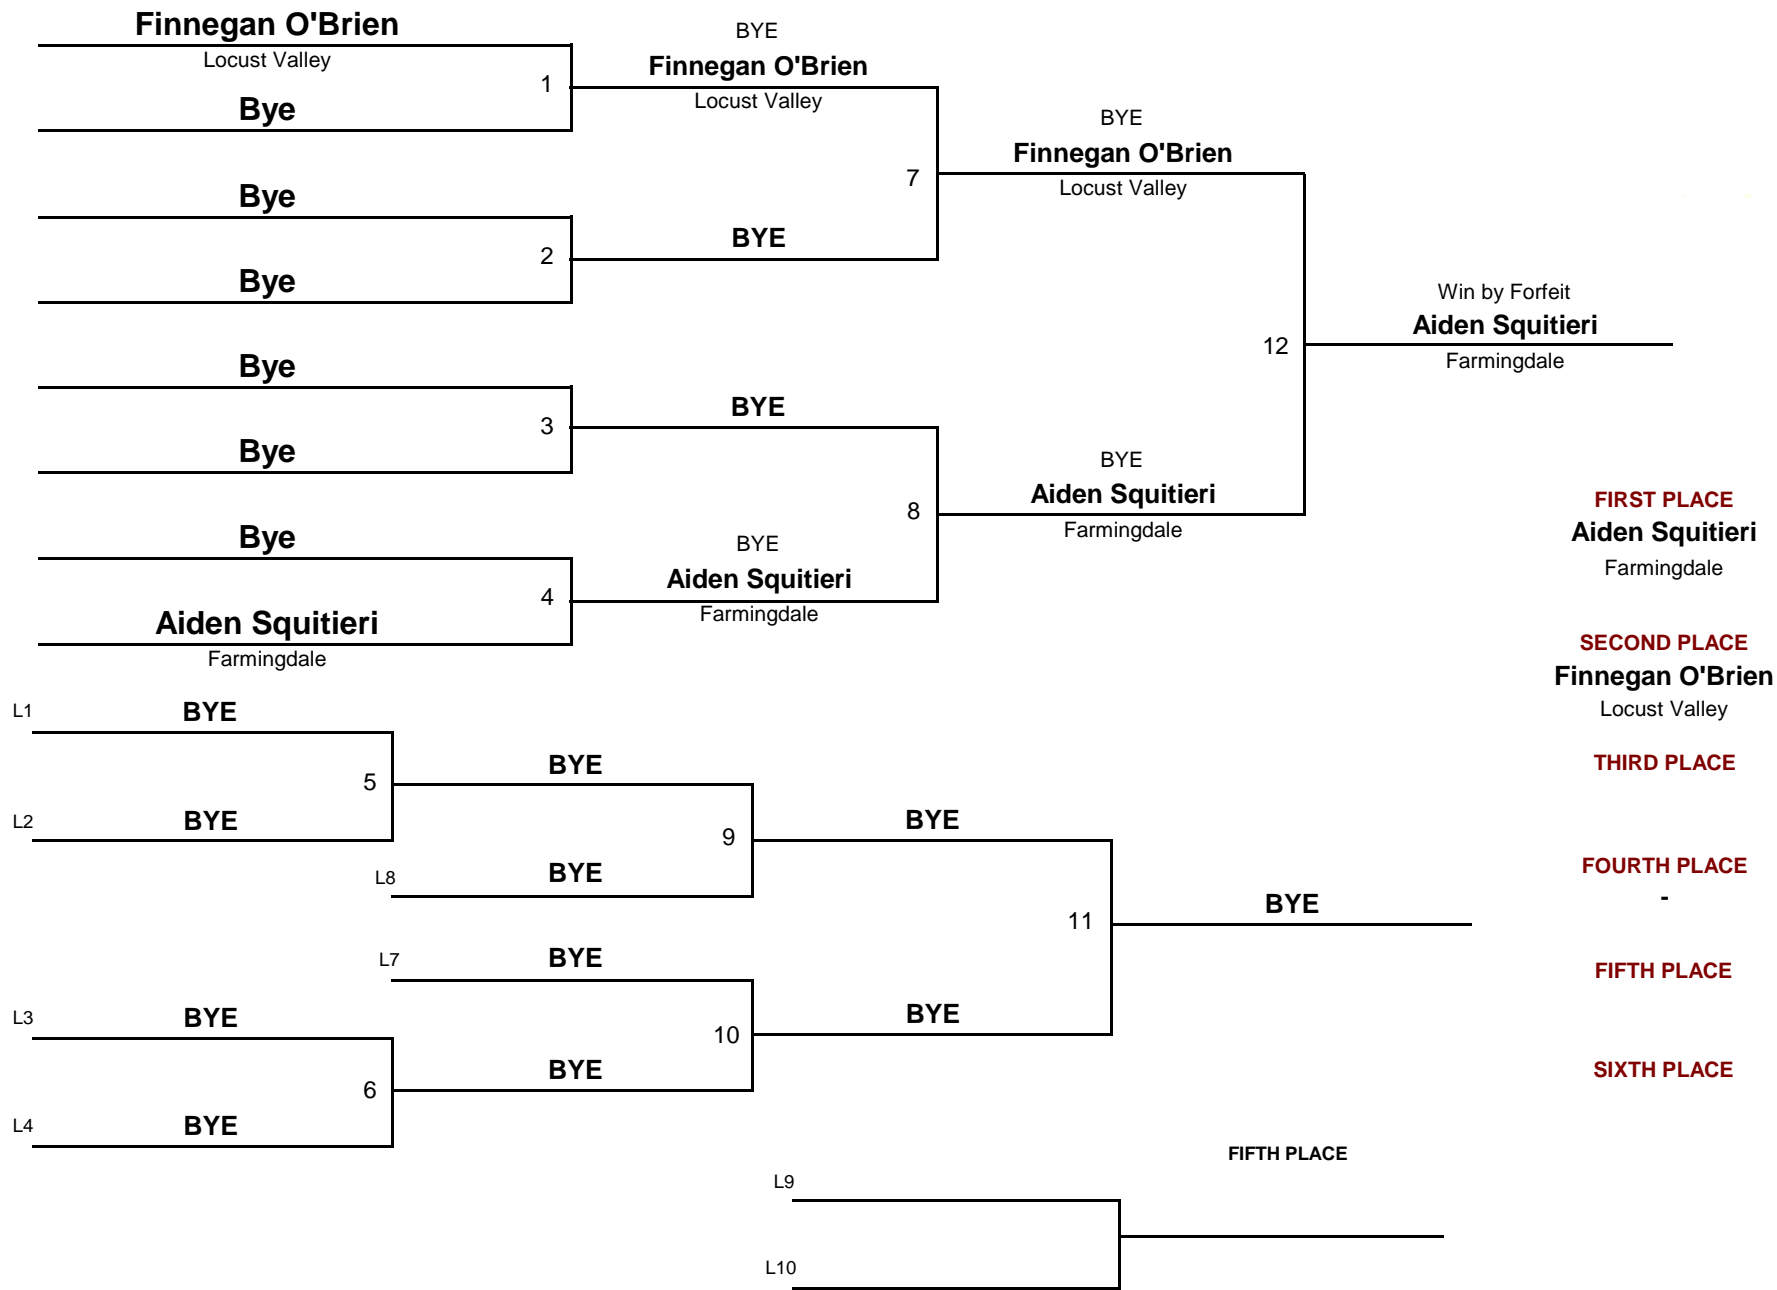 Finnegan O'Brien
Locust Valley
1
Bye
BYE
Finnegan O'Brien
Locust Valley
Bye
2
Bye
BYE
7
BYE
Finnegan O'Brien
Locust Valley
Bye
3
Bye
BYE
Bye
4
Aiden Squitieri
Farmingdale
BYE
Aiden Squitieri
Farmingdale
8
BYE
Aiden Squitieri
Farmingdale
12
Win by Forfeit
Aiden Squitieri
Farmingdale
FIRST PLACE
Aiden Squitieri
Farmingdale
SECOND PLACE
Finnegan O'Brien
Locust Valley
THIRD PLACE
FOURTH PLACE
-
FIFTH PLACE
SIXTH PLACE
L1 BYE
5
L2 BYE
BYE
9
L8 BYE
BYE
L7 BYE
10
BYE
BYE
11
BYE
L3 BYE
6
L4 BYE
FIFTH PLACE
L9
L10